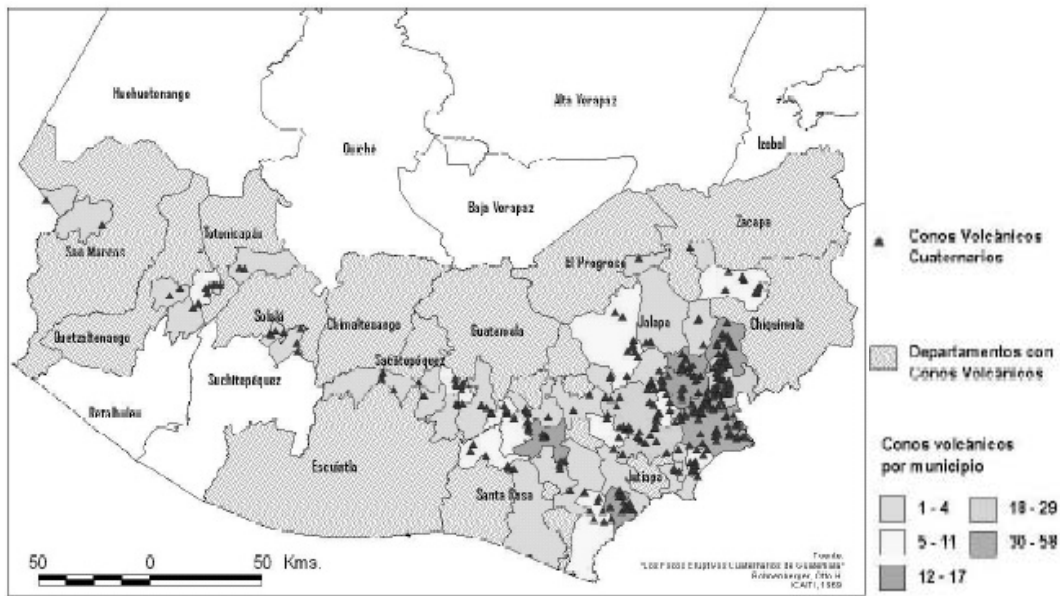 Huehuetenango
Alta Verapaz
Izabal
Quiché
Baja Verapaz
Zacapa
Totonicapán
San Marcos
El Progreso
Jalapa
Chiquimula
Quetzaltenango
Sololá
Chimaltenango
Guatemala
Sacatepéquez
Suchitepéquez
Retalhuleu
Escuintla
Santa Rosa
Jutiapa
50 0 50 Kms.
Fuente:
"Los Focos Eruptivos Cuaternarios de Guatemala"
Bohnenberger, Otto H.
ICAITI, 1969
Conos Volcánicos
Cuaternarios
Departamentos con
Conos Volcánicos
Conos volcánicos
por municipio
1 - 4
18 - 29
5 - 11
30 - 58
12 - 17